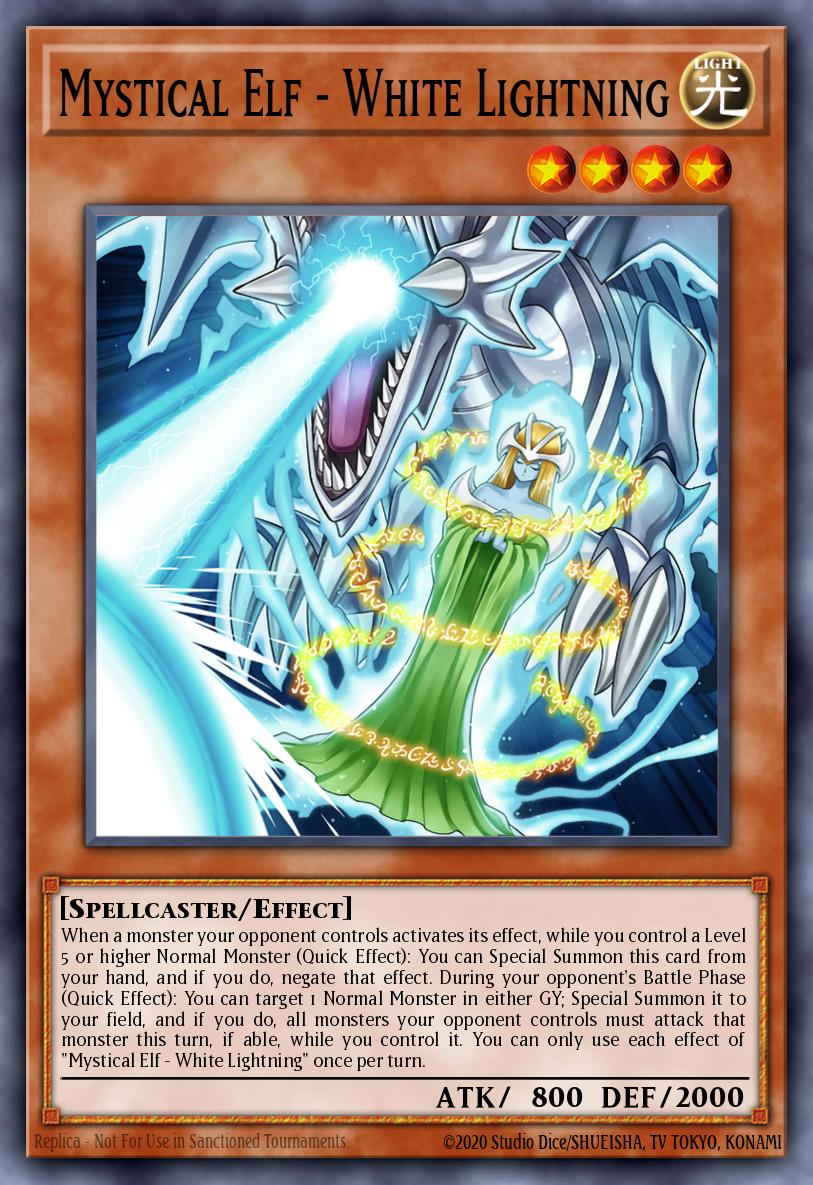 Mystical Elf - White Lightning
LIGHT
光
[Spellcaster/Effect]
When a monster your opponent controls activates its effect, while you control a Level
5 or higher Normal Monster (Quick Effect): You can Special Summon this card from
your hand, and if you do, negate that effect. During your opponent's Battle Phase
(Quick Effect): You can target 1 Normal Monster in either GY; Special Summon it to
your field, and if you do, all monsters your opponent controls must attack that
monster this turn, if able, while you control it. You can only use each effect of
"Mystical Elf - White Lightning" once per turn.
ATK/ 800 DEF/2000
Replica - Not For Use in Sanctioned Tournaments.
©2020 Studio Dice/SHUEISHA, TV TOKYO, KONAMI